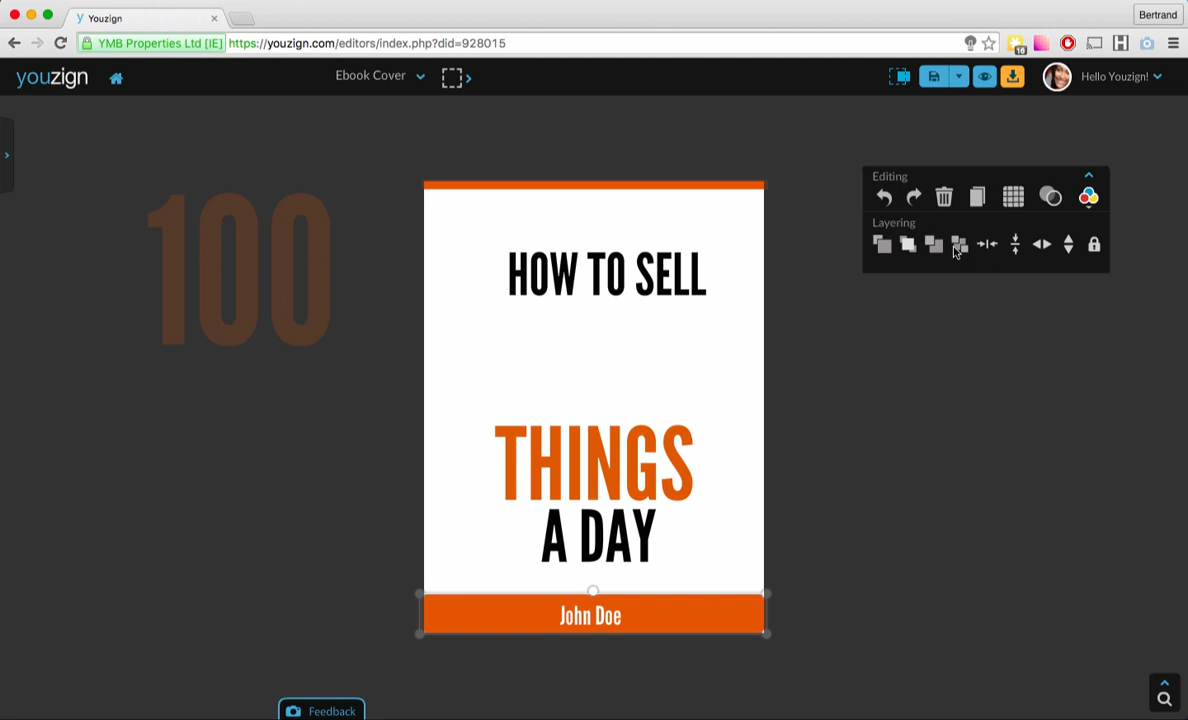 Youzign
Bertrand
YMB Properties Ltd [IE]
https://youzign.com/editors/index.php?did=928015
16
youzign
Ebook Cover
Hello Youzign!
Editing
Layering
100
HOW TO SELL
THINGS
A DAY
John Doe
Feedback